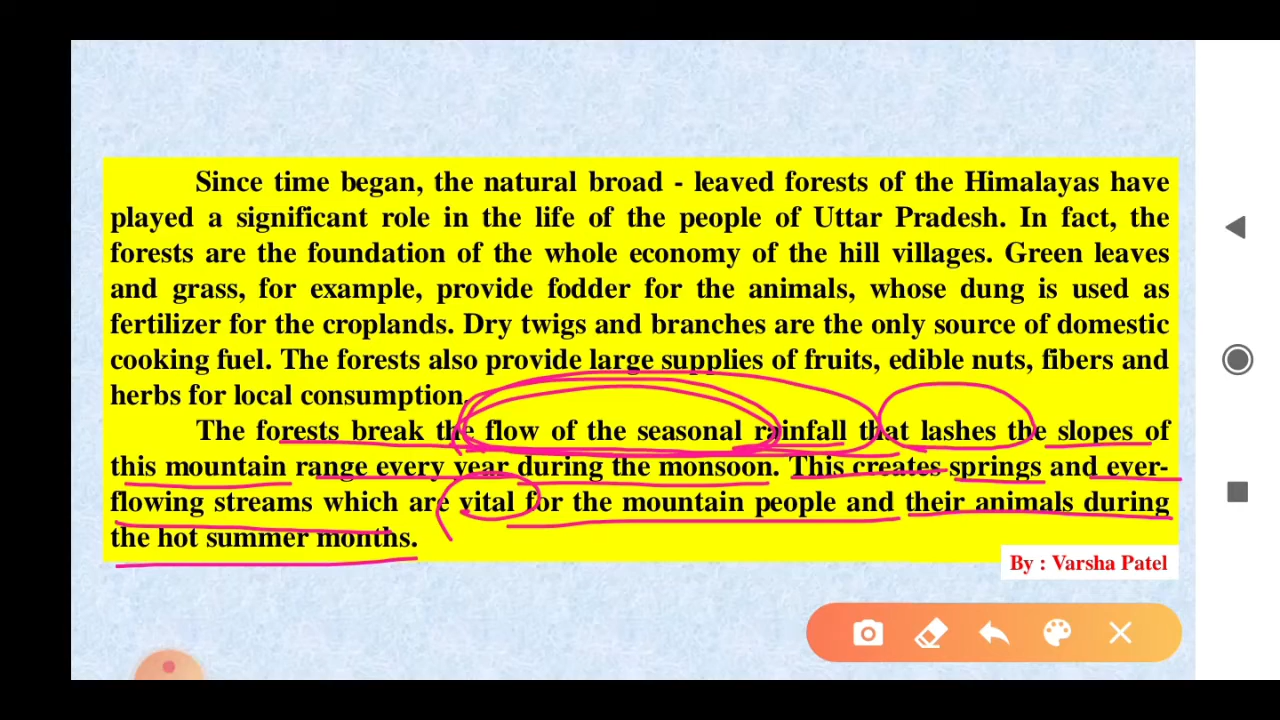 Since time began, the natural broad - leaved forests of the Himalayas have
played a significant role in the life of the people of Uttar Pradesh. In fact, the
forests are the foundation of the whole economy of the hill villages. Green leaves
and grass, for example, provide fodder for the animals, whose dung is used as
fertilizer for the croplands. Dry twigs and branches are the only source of domestic
cooking fuel. The forests also provide large supplies of fruits, edible nuts, fibers and
herbs for local consumption.
The forests break the flow of the seasonal rainfall that lashes the slopes of
this mountain range every year during the monsoon. This creates springs and ever-
flowing streams which are vital for the mountain people and their animals during
the hot summer months.
By : Varsha Patel